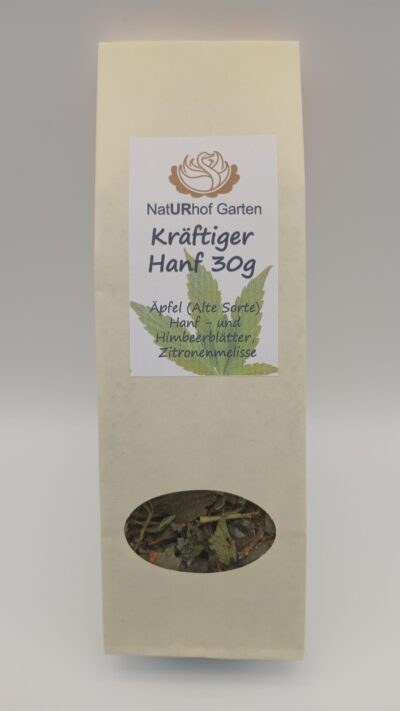 NatURhof Garten
Kräftiger
Hanf 30g
Äpfel (Alte Sorte)
Hanf - und
Himbeerblätter,
Zitronenmelisse